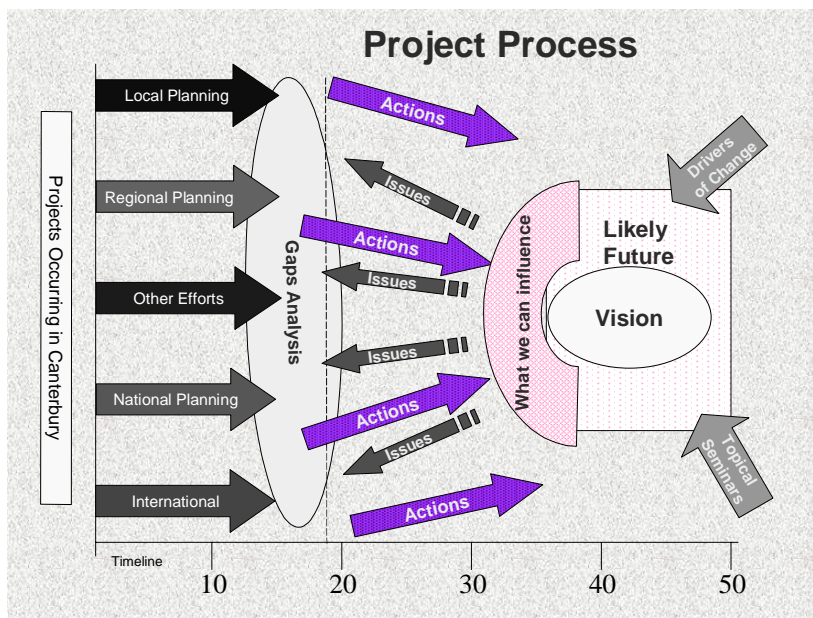 Project Process
Projects Occurring in Canterbury
Local Planning
Regional Planning
Other Efforts
National Planning
International
Gaps Analysis
Actions
Issues
Actions
Issues
Issues
Actions
Issues
Actions
What we can influence
Likely
Future
Vision
Drivers
of Change
Topical
Seminars
Timeline
10
20
30
40
50